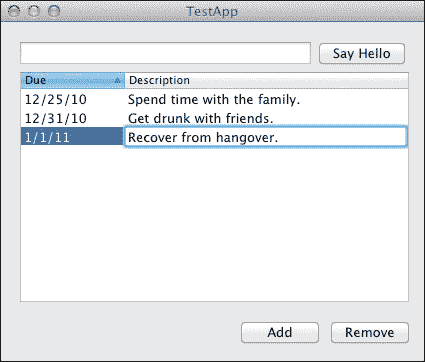 TestApp
Say Hello
Due Description
12/25/10 Spend time with the family.
12/31/10 Get drunk with friends.
1/1/11 Recover from hangover.
Add Remove